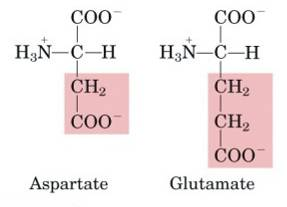 COO⁻ COO⁻
H₃N⁺—C—H H₃N⁺—C—H
CH₂ CH₂
COO⁻ CH₂
COO⁻
Aspartate Glutamate